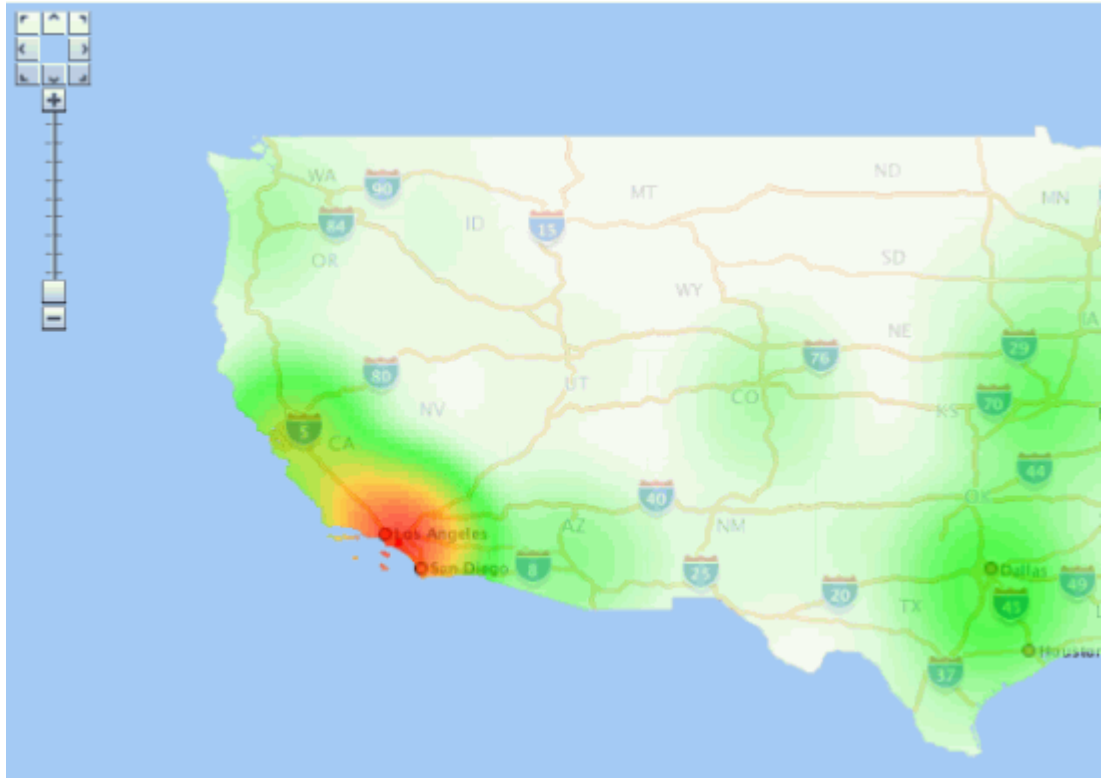 WA
90
MT
ND
MN
84
ID
15
OR
SD
WY
IA
NE
29
76
80
UT
CO
NV
KS
70
5
CA
44
40
OK
AZ
NM
Los Angeles
San Diego
8
25
Dallas
49
20
TX
45
Houston
37